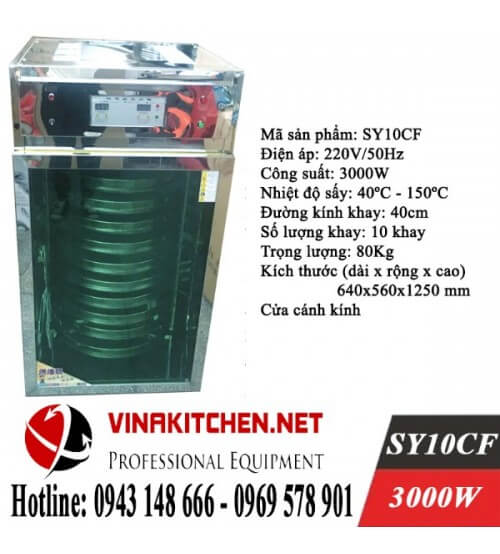 Mã sản phẩm: SY10CF
Điện áp: 220V/50Hz
Công suất: 3000W
Nhiệt độ sấy: 40°C - 150°C
Đường kính khay: 40cm
Số lượng khay: 10 khay
Trọng lượng: 80Kg
Kích thước (dài x rộng x cao)
640x560x1250 mm
Cửa cánh kính
VINAKITCHEN.NET
PROFESSIONAL EQUIPMENT
Hotline: 0943 148 666 - 0969 578 901
SY10CF
3000W